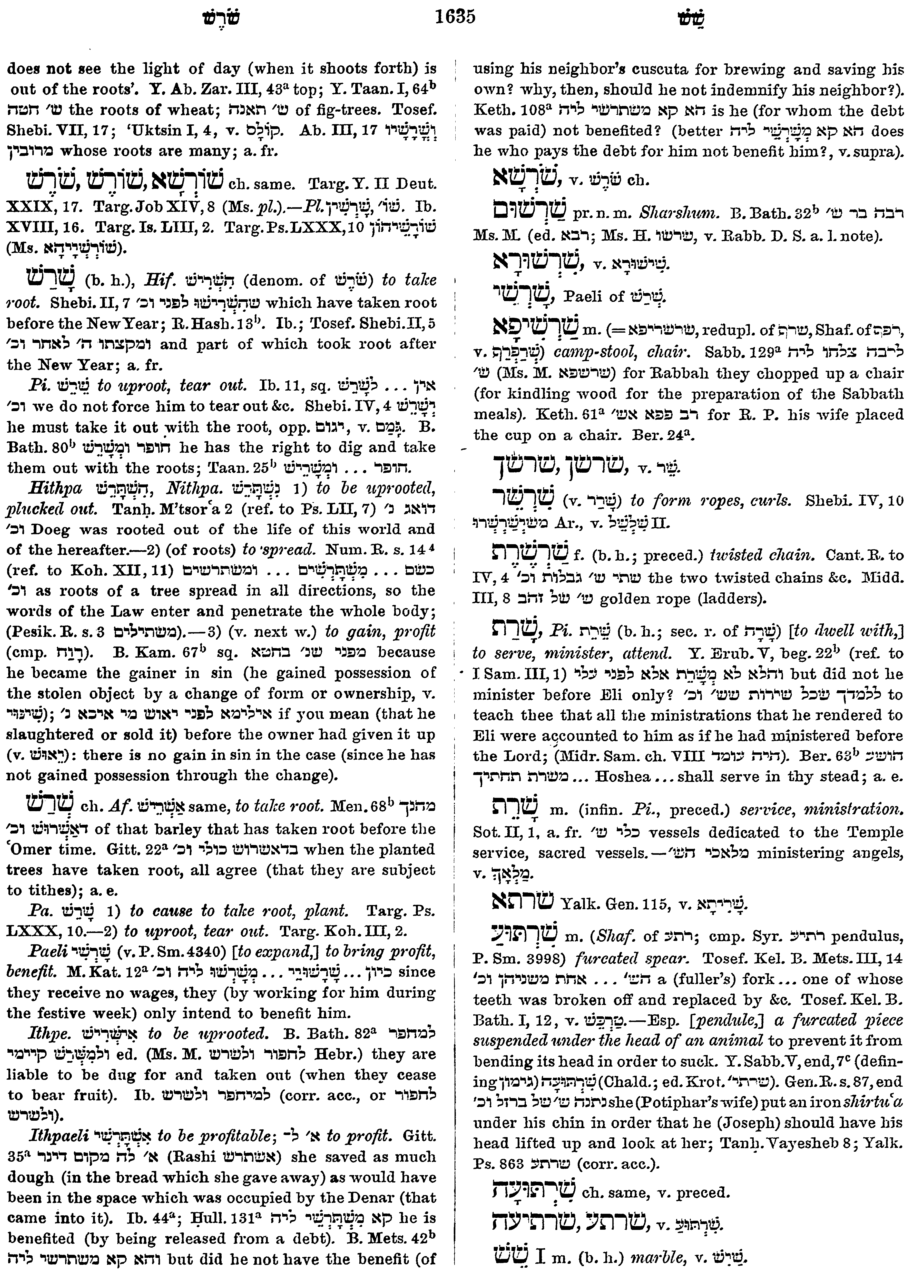 שֹׁרֶשׁ 1635 שֵׁשׁ
does not see the light of day (when it shoots forth) is
out of the roots'. Y. Ab. Zar. III, 43ᵃ top; Y. Taan. I, 64ᵇ
ש׳ חטה the roots of wheat; ש׳ תאנה of fig-trees. Tosef.
Shebi. VII, 17; ‘Uktsin I, 4, v. קוֹלָס. Ab. III, 17 וְשָׁרָשָׁיו
מרובין whose roots are many; a. fr.
שׁוֹרְשָׁא, שׁוֹרֶשׁ, שֹׁרֶשׁ ch. same. Targ. Y. II Deut.
XXIX, 17. Targ. Job XIV, 8 (Ms. pl.).—Pl. שָׁרְשִׁין, שׁוֹ׳. Ib.
XVIII, 16. Targ. Is. LIII, 2. Targ. Ps. LXXX, 10 שׁוֹרְשֵׁיהוֹן
(Ms. שׁוֹרְשַׁיְיהָא).
שָׁרַשׁ (b. h.), Hif. הִשְׁרִישׁ (denom. of שֹׁרֶשׁ) to take
root. Shebi. II, 7 שהִשְׁרִישׁוּ לפני וכ׳ which have taken root
before the New Year; R. Hash. 13ᵇ. Ib.; Tosef. Shebi. II, 5
ומקצתו ה׳ לאחר וכ׳ and part of which took root after
the New Year; a. fr.
Pi. שֵׁרֵשׁ to uproot, tear out. Ib. 11, sq. אין ... לְשָׁרֵשׁ
וכ׳ we do not force him to tear out &c. Shebi. IV, 4 יְשָׁרֵשׁ
he must take it out with the root, opp. יגום, v. גָּמַם. B.
Bath. 80ᵇ חופר וּמְשָׁרֵשׁ he has the right to dig and take
them out with the roots; Taan. 25ᵇ חופר ... וּמְשָׁרֵישׁ.
Hithpa הִשְׁתָּרֵשׁ, Nithpa. נִשְׁתָּרֵשׁ 1) to be uprooted,
plucked out. Tanḥ. M'tsor‘a 2 (ref. to Ps. LII, 7) דואג נ׳
וכ׳ Doeg was rooted out of the life of this world and
of the hereafter.—2) (of roots) to spread. Num. R. s. 14⁴
(ref. to Koh. XII, 11) כשם ... מִשְׁתָּרְשִׁים ... ומשתרשים
וכ׳ as roots of a tree spread in all directions, so the
words of the Law enter and penetrate the whole body;
(Pesik. R. s. 3 משתילים).—3) (v. next w.) to gain, profit
(cmp. רָוַח). B. Kam. 67ᵇ sq. מפני שנ׳ בחטא because
he became the gainer in sin (he gained possession of
the stolen object by a change of form or ownership, v.
שִׁינּוּי); אילימא לפני יאוש מי איכא נ׳ if you mean (that he
slaughtered or sold it) before the owner had given it up
(v. יֵאוּשׁ): there is no gain in sin in the case (since he has
not gained possession through the change).
שְׁרַשׁ ch. Af. אַשְׁרֵישׁ same, to take root. Men. 68ᵇ מהנך
דאַשְׁרוּשׁ וכ׳ of that barley that has taken root before the
‘Omer time. Gitt. 22ᵃ בדאשרוש כולי וכ׳ when the planted
trees have taken root, all agree (that they are subject
to tithes); a. e.
Pa. שָׁרֵשׁ 1) to cause to take root, plant. Targ. Ps.
LXXX, 10.—2) to uproot, tear out. Targ. Koh. III, 2.
Paeli שָׁרְשֵׁי (v. P. Sm. 4340) [to expand,] to bring profit,
benefit. M. Kat. 12ᵃ כיון ... שָׁרְשׁוּיֵי ... מְשָׁרְשׁוּ ליה וכ׳ since
they receive no wages, they (by working for him during
the festive week) only intend to benefit him.
Ithpe. אִישְּׁרִישׁ to be uprooted. B. Bath. 82ᵃ למחפר
ולמִשְּׁרַשׁ קיימי ed. (Ms. M. לחפור ולשרש Hebr.) they are
liable to be dug for and taken out (when they cease
to bear fruit). Ib. למיחפר ולשרש (corr. acc., or לחפור
ולשרש).
Ithpaeli אִשְׁתָּרְשֵׁי to be profitable; א׳ ל־ to profit. Gitt.
35ᵃ א׳ לה מקום דינר (Rashi אשתרש) she saved as much
dough (in the bread which she gave away) as would have
been in the space which was occupied by the Denar (that
came into it). Ib. 44ᵃ; Ḥull. 131ᵃ קא מִשְׁתָּרְשֵׁי ליה he is
benefited (by being released from a debt). B. Mets. 42ᵇ
והא קא משתרשי ליה but did he not have the benefit (of
using his neighbor's cuscuta for brewing and saving his
own? why, then, should he not indemnify his neighbor?).
Keth. 108ᵃ הא קא משתרשי ליה is he (for whom the debt
was paid) not benefited? (better הא קא מְשָׁרְשֵׁי ליה does
he who pays the debt for him not benefit him?, v. supra).
שׁרְשָׁא, v. שֹׁרֶשׁ ch.
שַׁרְשׁוּם pr. n. m. Sharshum. B. Bath. 32ᵇ רבה בר ש׳
Ms. M. (ed. רבא; Ms. H. שרשו, v. Rabb. D. S. a. l. note).
שִׁרְשׁוּרָא, v. שִׁישׁוּרָא.
שָׁרְשֵׁי, Paeli of שְׁרַשׁ.
שַׁרְשִׁיפָא m. (= שרשריפא, redupl. of שרף, Shaf. of רפס,
v. שְׁרַפְרַף) camp-stool, chair. Sabb. 129ᵃ לרבה צלחו ליה
ש׳ (Ms. M. שרשפא) for Rabbah they chopped up a chair
(for kindling wood for the preparation of the Sabbath
meals). Keth. 61ᵃ רב פפא אש׳ for R. P. his wife placed
the cup on a chair. Ber. 24ᵃ.
שרשן, שרשׁך, v. שֵׁר.
שִׁרְשֵׁר (v. שָׁרַר) to form ropes, curls. Shebi. IV, 10
משיְּשַׁרְשְׁרוּ Ar., v. שִׁלְשֵׁל II.
שַׁרְשֶׁרֶת f. (b. h.; preced.) twisted chain. Cant. R. to
IV, 4 שתי ש׳ גבלות וכ׳ the two twisted chains &c. Midd.
III, 8 ש׳ של זהב golden rope (ladders).
שָׁרַת, Pi. שֵׁרֵת (b. h.; sec. r. of שָׁרָה) [to dwell with,]
to serve, minister, attend. Y. Erub. V, beg. 22ᵇ (ref. to
I Sam. III, 1) והלא לא מְשָׁרֵת אלא לפני עלי but did not he
minister before Eli only? ללמדך שכל שירות שש׳ וכ׳ to
teach thee that all the ministrations that he rendered to
Eli were accounted to him as if he had ministered before
the Lord; (Midr. Sam. ch. VIII היה עומד). Ber. 63ᵇ הושע
משרת תחתיך ... Hoshea ... shall serve in thy stead; a. e.
שָׁרֵת m. (infin. Pi., preced.) service, ministration.
Sot. II, 1, a. fr. כלי ש׳ vessels dedicated to the Temple
service, sacred vessels.—מלאכי הש׳ ministering angels,
v. מַלְאָךְ.
שרתא Yalk. Gen. 115, v. שָׁרִיתָא.
שַׁרְתּוּעַ m. (Shaf. of רתע; cmp. Syr. רתיע pendulus,
P. Sm. 3998) furcated spear. Tosef. Kel. B. Mets. III, 14
הש׳ ... אחת משניהן וכ׳ a (fuller's) fork ... one of whose
teeth was broken off and replaced by &c. Tosef. Kel. B.
Bath. I, 12, v. טְרַסְקַל.—Esp. [pendule,] a furcated piece
suspended under the head of an animal to prevent it from
bending its head in order to suck. Y. Sabb. V, end, 7ᶜ (defin-
ing גימון) שַׁרְתּוּעָה (Chald.; ed. Krot. שרתי׳). Gen. R. s. 87, end
נתנה ש׳ של ברזל וכ׳ she (Potiphar's wife) put an iron shirtu‘a
under his chin in order that he (Joseph) should have his
head lifted up and look at her; Tanḥ. Vayesheb 8; Yalk.
Ps. 863 שרתע (corr. acc.).
שִׁרְתּוּעָה ch. same, v. preced.
שרתע, שרתיעה, v. שִׁרְתּוּעַ.
שֵׁשׁ I m. (b. h.) marble, v. שַׁיִשׁ.